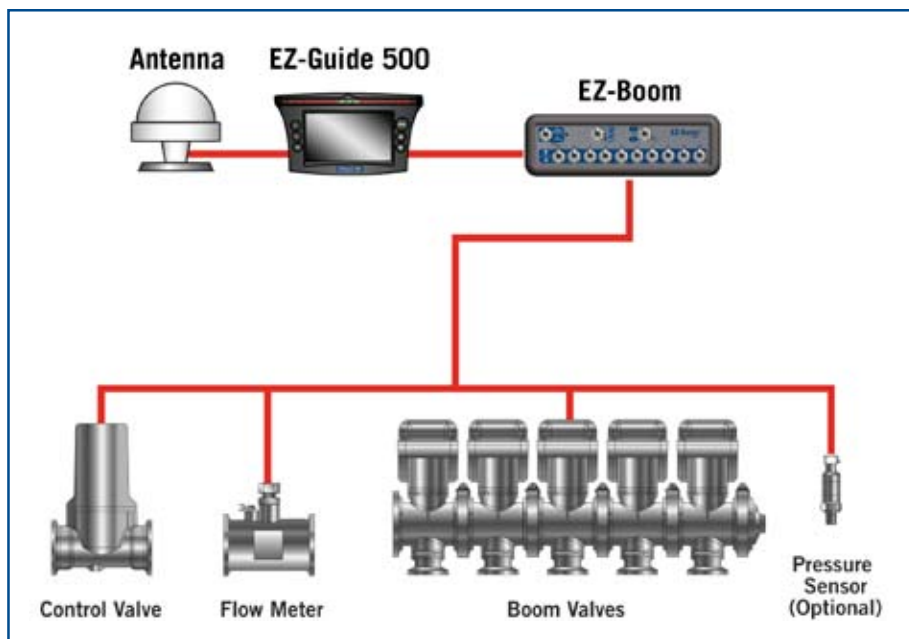 Antenna
EZ-Guide 500
EZ-Boom
Control Valve
Flow Meter
Boom Valves
Pressure
Sensor
(Optional)